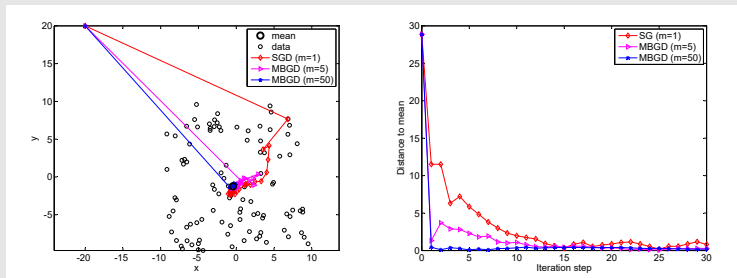 20
15
10
5
0
-5
-20
-15
-10
-5
0
5
10
x
y
mean
data
SGD (m=1)
MBGD (m=5)
MBGD (m=50)
30
25
20
15
10
5
0
0
5
10
15
20
25
30
Iteration step
Distance to mean
SG (m=1)
MBGD (m=5)
MBGD (m=50)